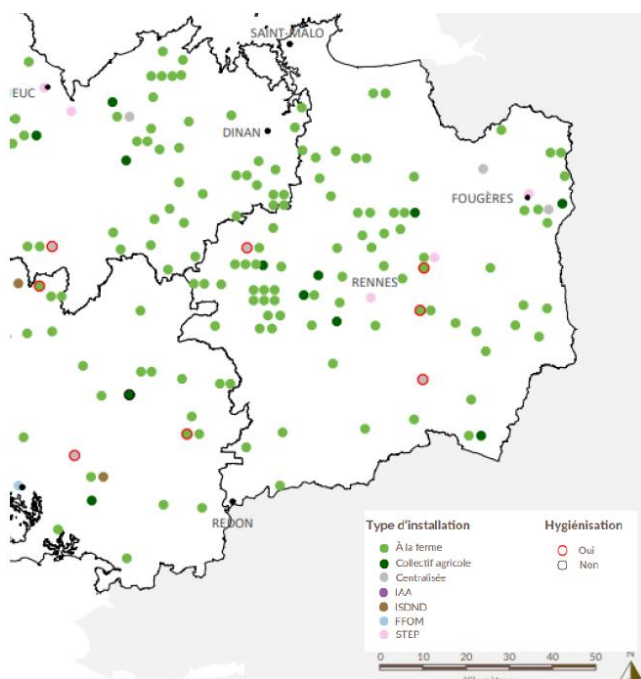 SAINT-MALO
EUC
DINAN
FOUGÈRES
RENNES
REDON
Type d'installation
À la ferme
Collectif agricole
Centralisée
IAA
ISDND
FFOM
STEP
Hygiénisation
Oui
Non
0 10 20 30 40 50